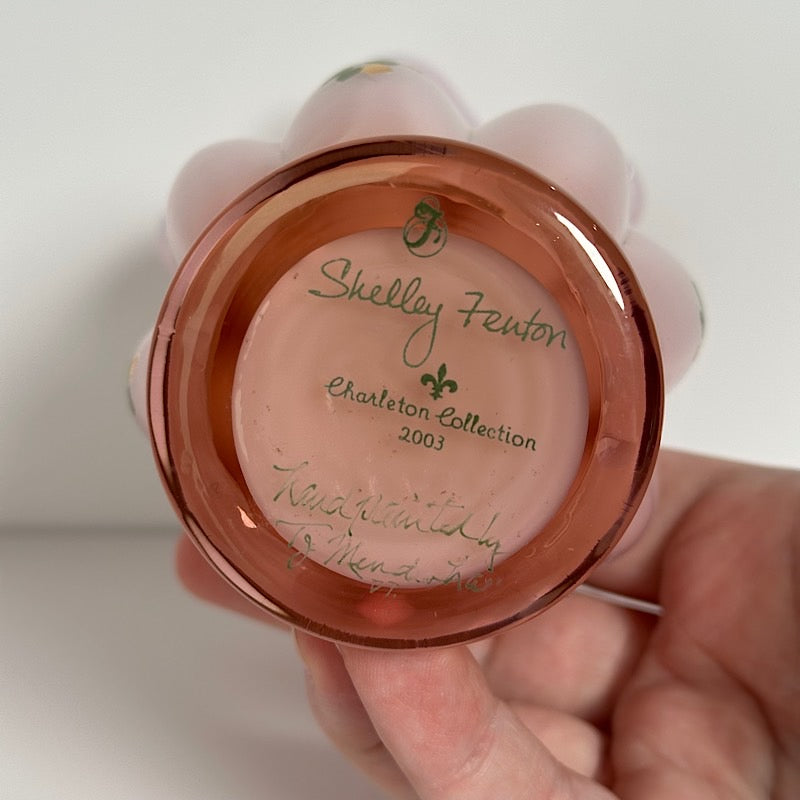 F
Shelley Fenton
Charleton Collection
2003
Hand painted by